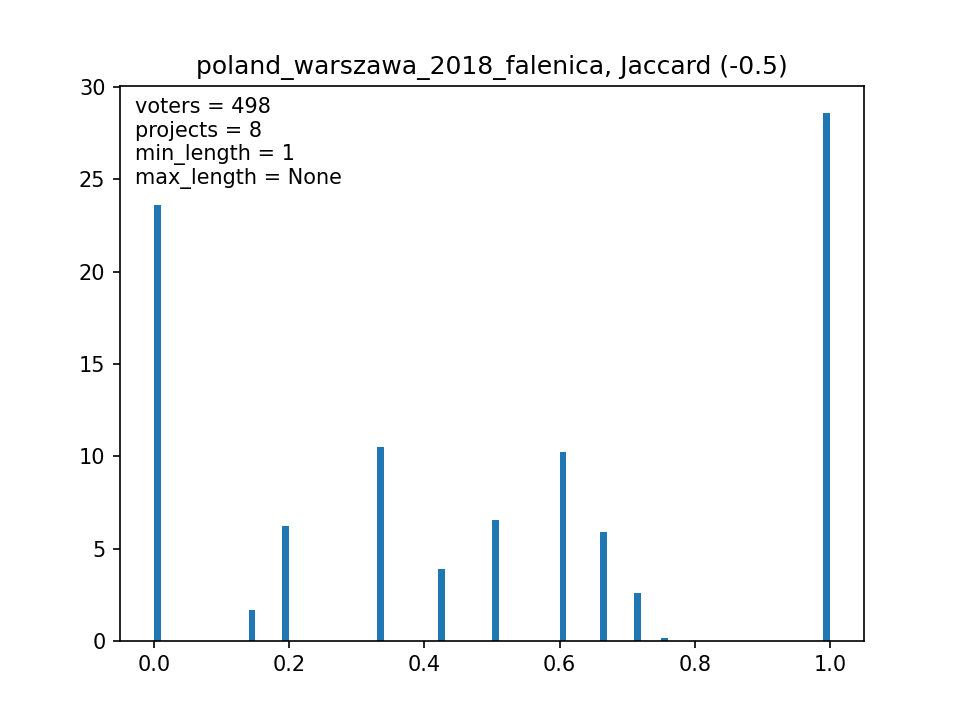 poland_warszawa_2018_falenica, Jaccard (-0.5)
30
voters = 498
projects = 8
min_length = 1
max_length = None
25
20
15
10
5
0
0.0 0.2 0.4 0.6 0.8 1.0